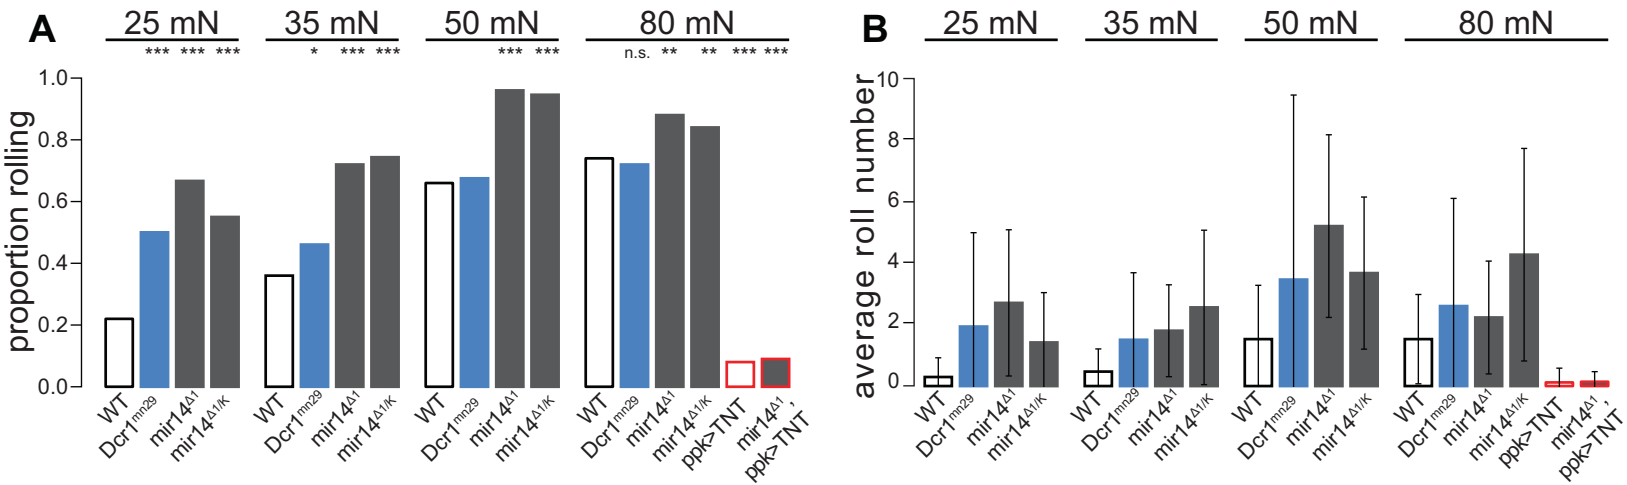 A
25 mN 35 mN 50 mN 80 mN
*** *** *** * *** *** *** *** n.s. ** ** *** ***
proportion rolling
1.0
0.8
0.6
0.4
0.2
0.0
WT Dcr1mn29 mir14Δ1 mir14Δ1/K
WT Dcr1mn29 mir14Δ1 mir14Δ1/K
WT Dcr1mn29 mir14Δ1 mir14Δ1/K
WT Dcr1mn29 mir14Δ1 mir14Δ1/K ppk>TNT mir14Δ1,
ppk>TNT
B
25 mN 35 mN 50 mN 80 mN
average roll number
10
8
6
4
2
0
WT Dcr1mn29 mir14Δ1 mir14Δ1/K
WT Dcr1mn29 mir14Δ1 mir14Δ1/K
WT Dcr1mn29 mir14Δ1 mir14Δ1/K
WT Dcr1mn29 mir14Δ1 mir14Δ1/K ppk>TNT mir14Δ1,
ppk>TNT